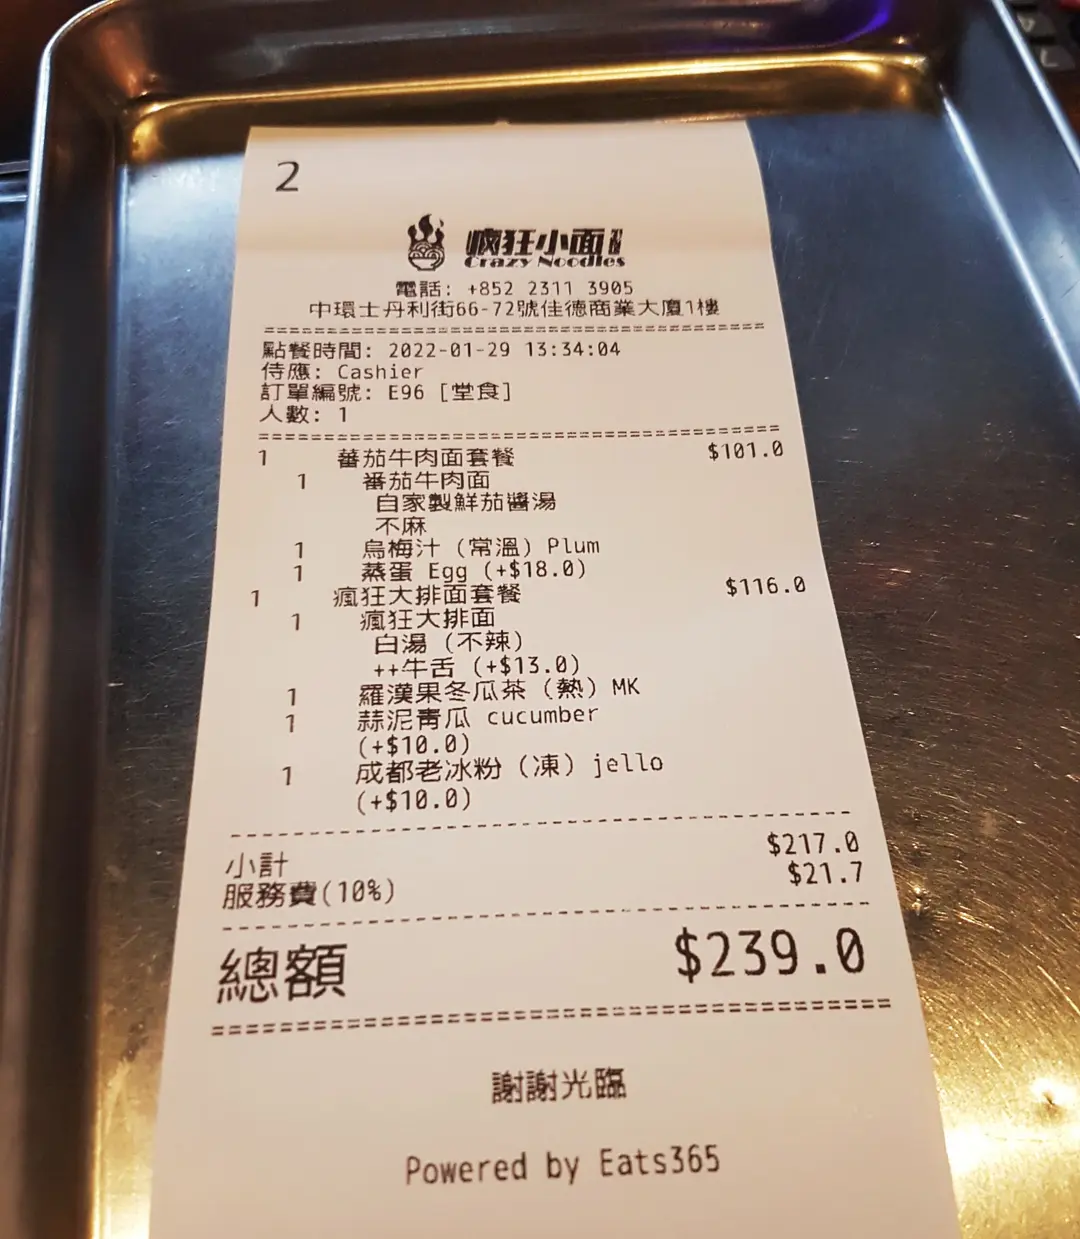 2
瘋狂小面
Crazy Noodles
電話: +852 2311 3905
中環士丹利街66-72號佳德商業大廈1樓
點餐時間: 2022-01-29 13:34:04
侍應: Cashier
訂單編號: E96 [堂食]
人數: 1
1 蕃茄牛肉面套餐 $101.0
1 番茄牛肉面
自家製鮮茄醬湯
不麻
1 烏梅汁 (常溫) Plum
1 蒸蛋 Egg (+$18.0)
1 瘋狂大排面套餐 $116.0
1 瘋狂大排面
白湯 (不辣)
++牛舌 (+$13.0)
1 羅漢果冬瓜茶 (熱) MK
1 蒜泥青瓜 cucumber
(+$10.0)
1 成都老冰粉 (凍) jello
(+$10.0)
小計 $217.0
服務費(10%) $21.7
總額 $239.0
謝謝光臨
Powered by Eats365